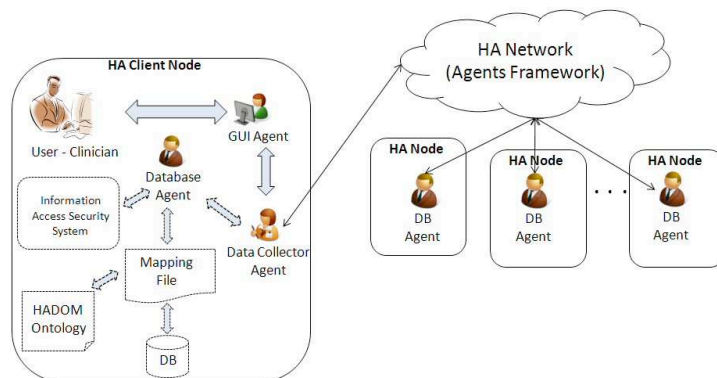 HA Client Node
User - Clinician
GUI Agent
Database
Agent
Information
Access Security
System
Data Collector
Agent
Mapping
File
HADOM
Ontology
DB
HA Network
(Agents Framework)
HA Node
DB
Agent
HA Node
DB
Agent
. . .
HA Node
DB
Agent